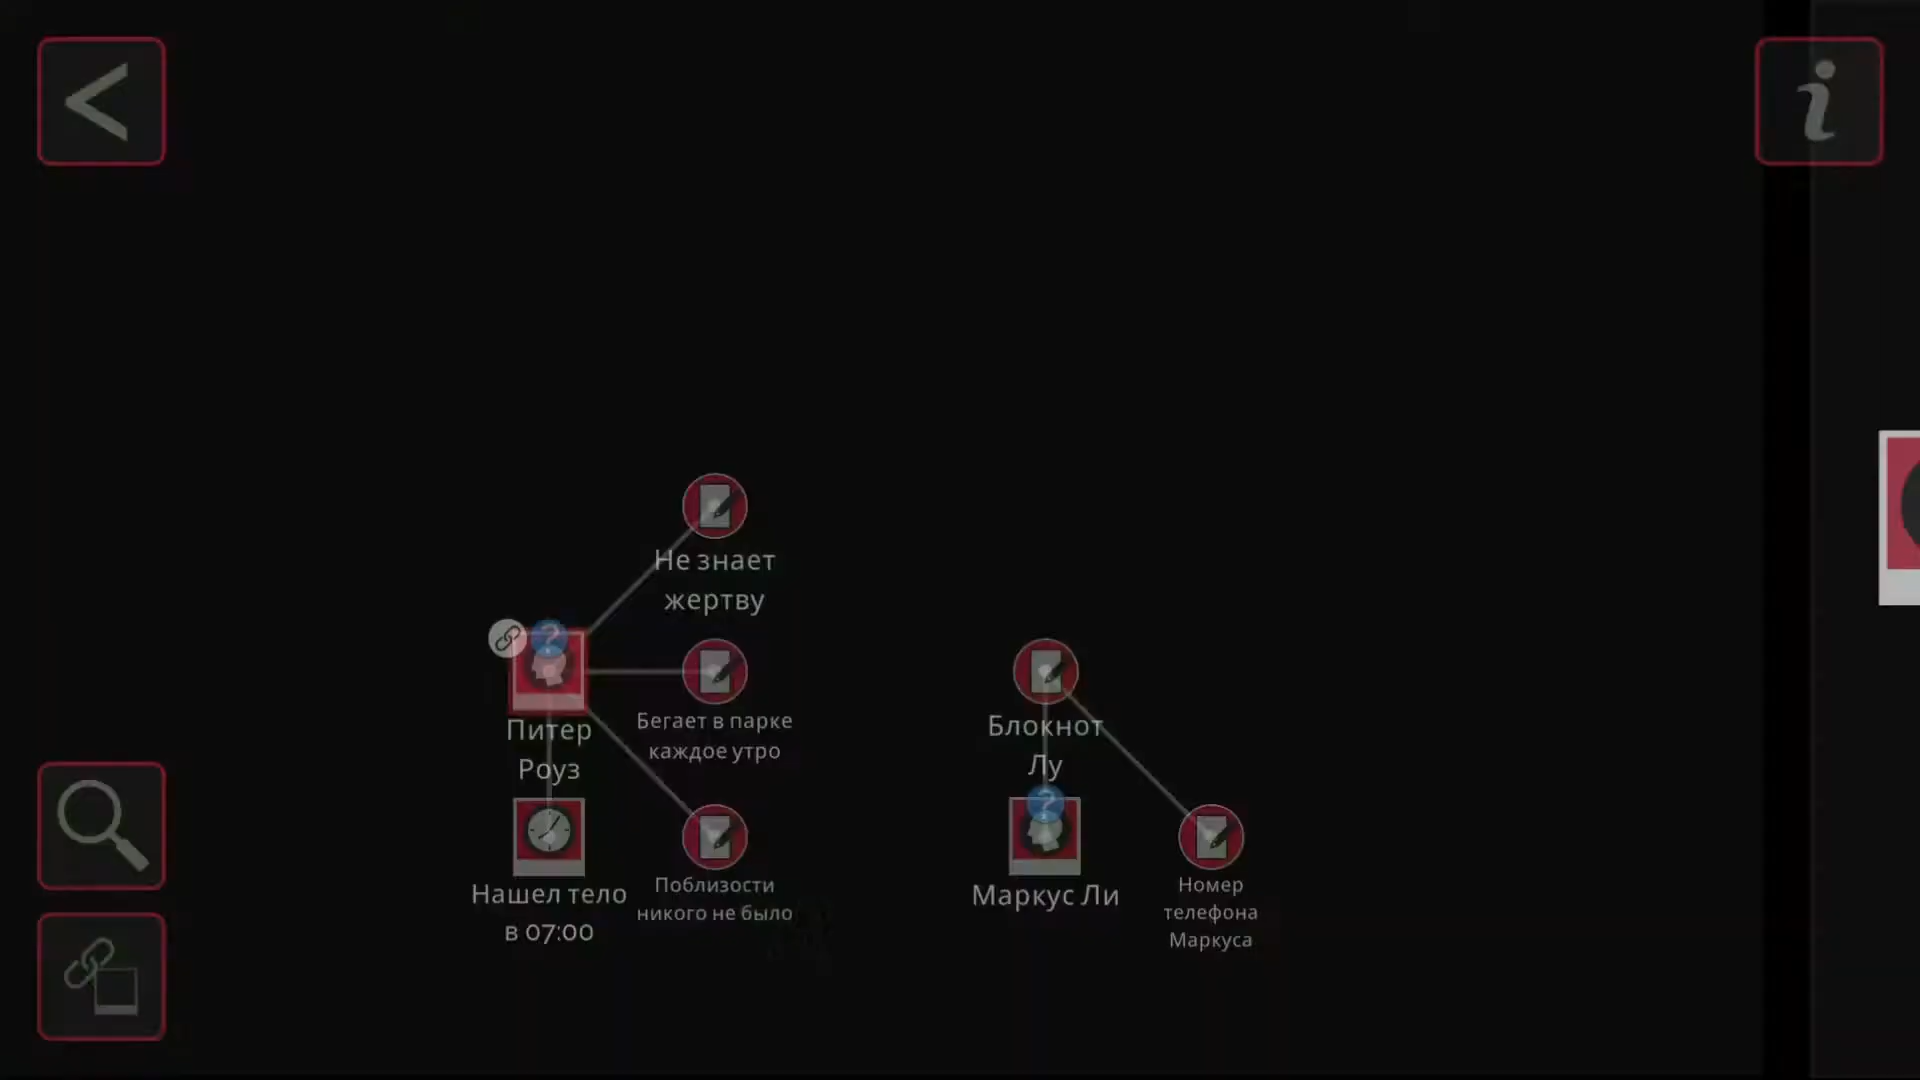 Не знает
жертву
Питер
Роуз
Бегает в парке
каждое утро
Нашел тело
в 07:00
Поблизости
никого не было
Блокнот
Лу
Маркус Ли
Номер
телефона
Маркуса